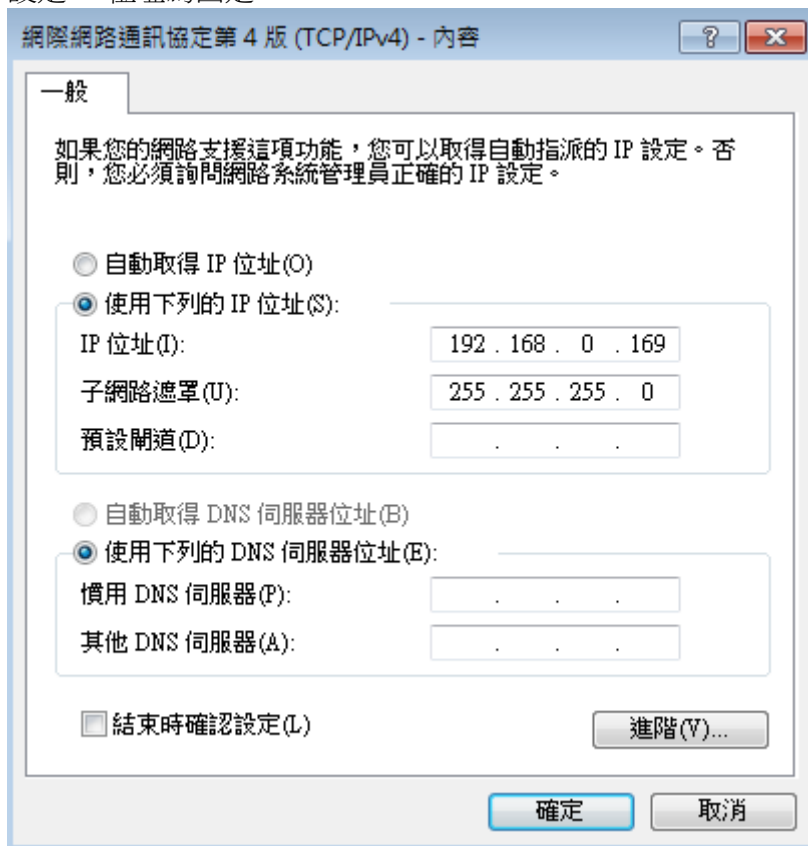 網際網路通訊協定第 4 版 (TCP/IPv4) - 內容
一般
如果您的網路支援這項功能，您可以取得自動指派的 IP 設定。否
則，您必須詢問網路系統管理員正確的 IP 設定。
自動取得 IP 位址(O)
使用下列的 IP 位址(S):
IP 位址(I): 192 . 168 . 0 . 169
子網路遮罩(U): 255 . 255 . 255 . 0
預設閘道(D): . . .
自動取得 DNS 伺服器位址(B)
使用下列的 DNS 伺服器位址(E):
慣用 DNS 伺服器(P): . . .
其他 DNS 伺服器(A): . . .
結束時確認設定(L)
進階(V)...
確定 取消